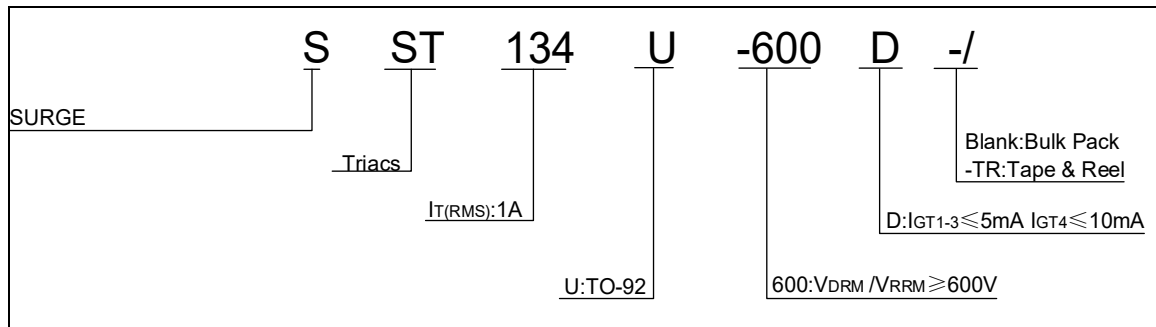 S ST 134 U -600 D -/
SURGE
Blank:Bulk Pack
Triacs
-TR:Tape & Reel
IT(RMS):1A
D:IGT1-3≤5mA IGT4≤10mA
U:TO-92
600:VDRM /VRRM≥600V